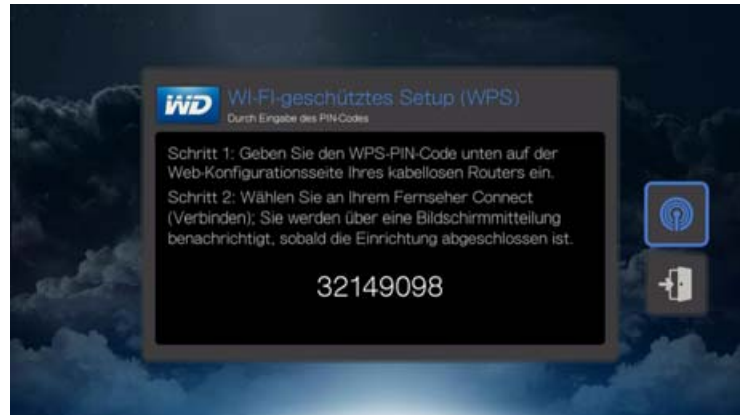 WD
WI-FI-geschütztes Setup (WPS)
Durch Eingabe des PIN-Codes
Schritt 1: Geben Sie den WPS-PIN-Code unten auf der
Web-Konfigurationsseite Ihres kabellosen Routers ein.
Schritt 2: Wählen Sie an Ihrem Fernseher Connect
(Verbinden); Sie werden über eine Bildschirmmitteilung
benachrichtigt, sobald die Einrichtung abgeschlossen ist.
32149098